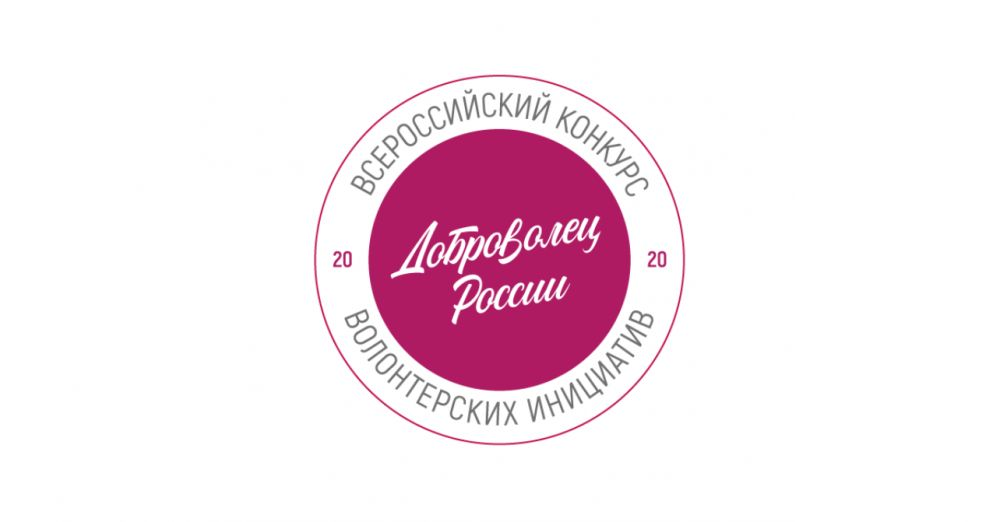 ВСЕРОССИЙСКИЙ КОНКУРС
20
Доброволец
России
20
ВОЛОНТЕРСКИХ ИНИЦИАТИВ